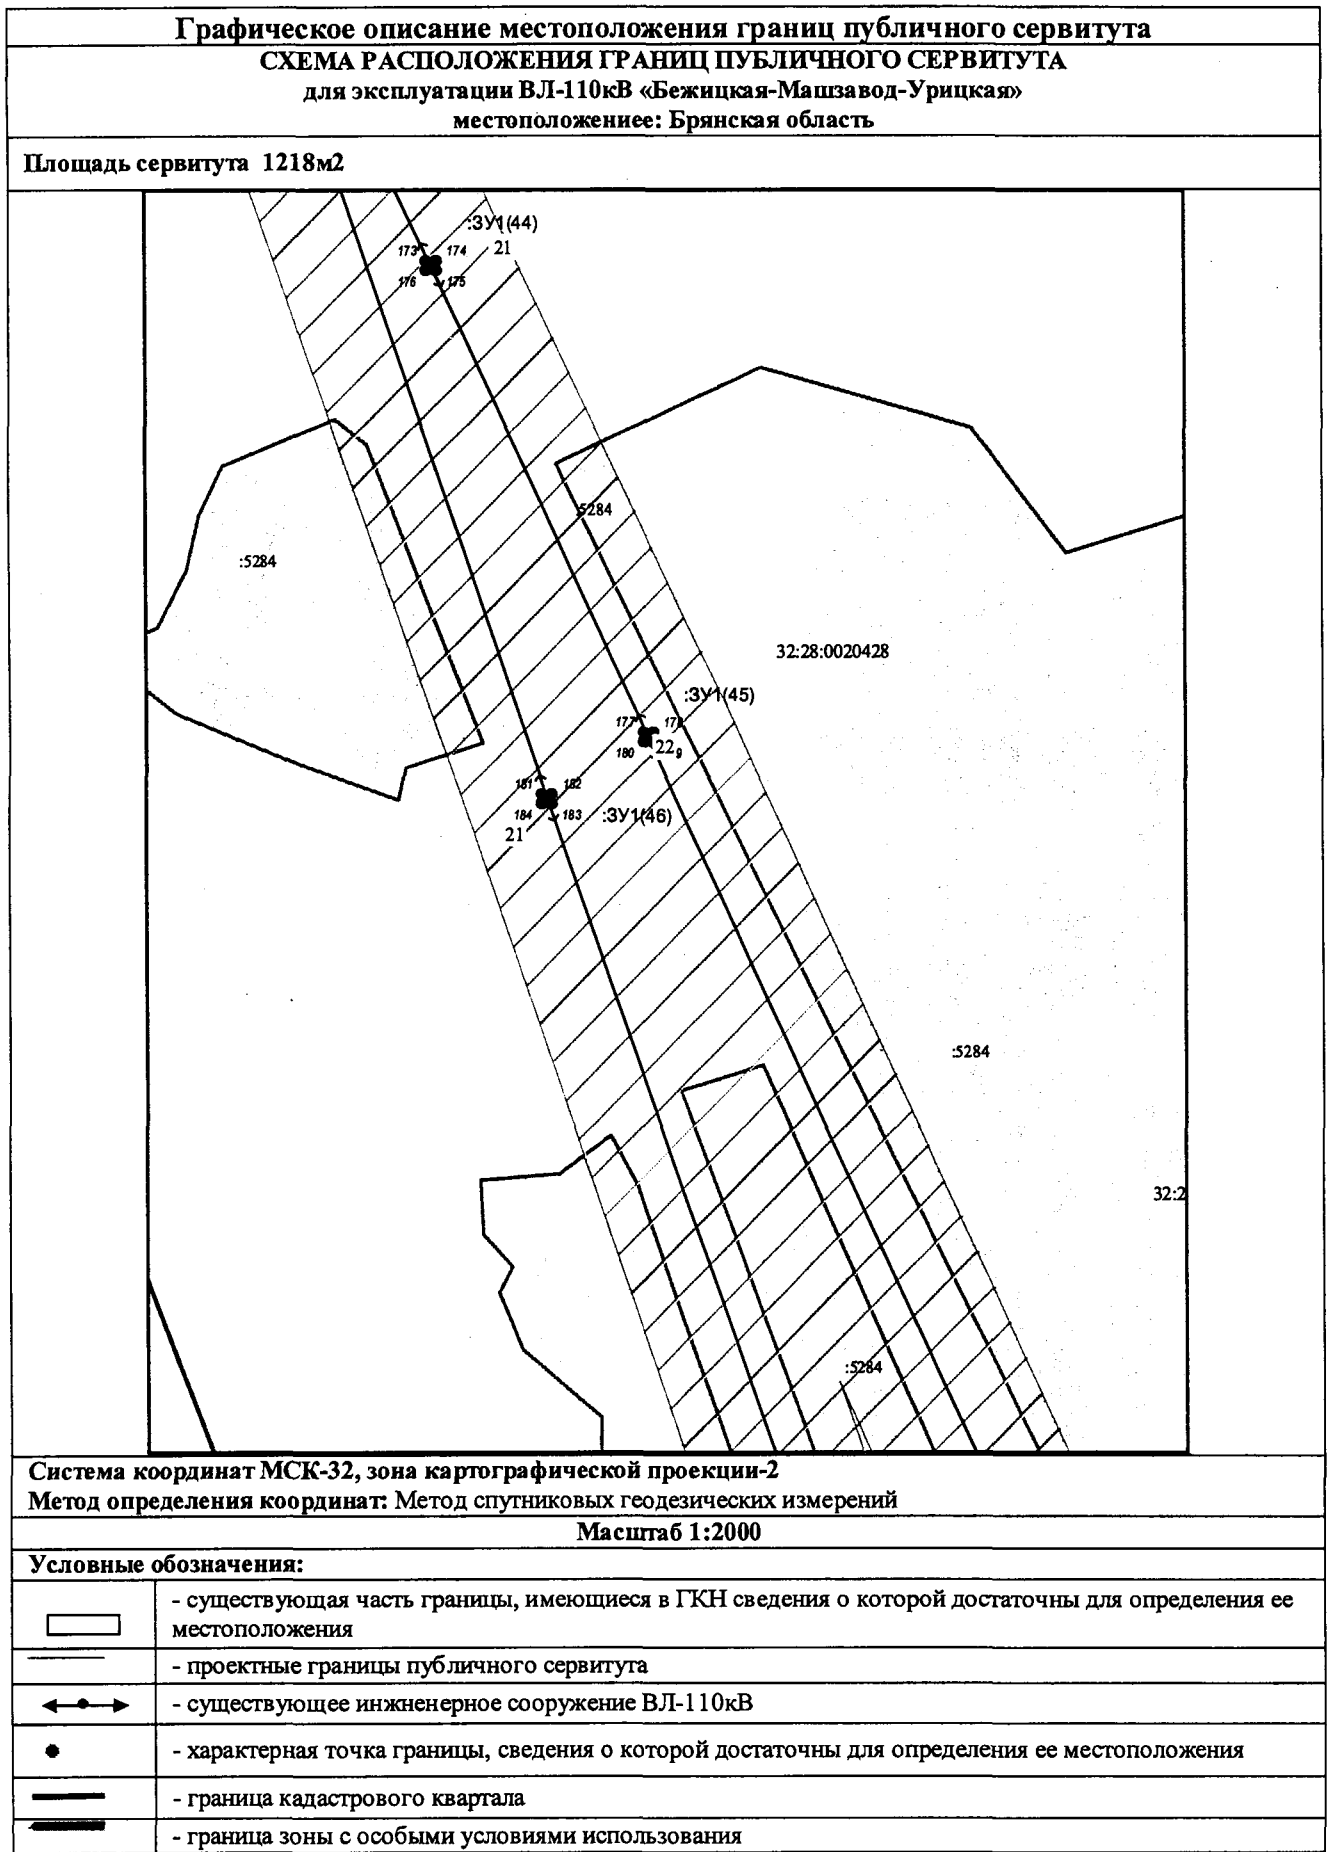 Графическое описание местоположения границ публичного сервитута
СХЕМА РАСПОЛОЖЕНИЯ ГРАНИЦ ПУБЛИЧНОГО СЕРВИТУТА
для эксплуатации ВЛ-110кВ «Бежицкая-Машзавод-Урицкая»
местоположениее: Брянская область
Площадь сервитута 1218м2
:ЗУ1(44)
173 174 21
176 175
:5284
:5284
32:28:0020428
:ЗУ1(45)
177
180 22
181 182
184 183 :ЗУ1(46)
21
:5284
32:2
:5284
Система координат МСК-32, зона картографической проекции-2
Метод определения координат: Метод спутниковых геодезических измерений
Масштаб 1:2000
Условные обозначения:
- существующая часть границы, имеющиеся в ГКН сведения о которой достаточны для определения ее
местоположения
- проектные границы публичного сервитута
- существующее инженерное сооружение ВЛ-110кВ
- характерная точка границы, сведения о которой достаточны для определения ее местоположения
- граница кадастрового квартала
- граница зоны с особыми условиями использования